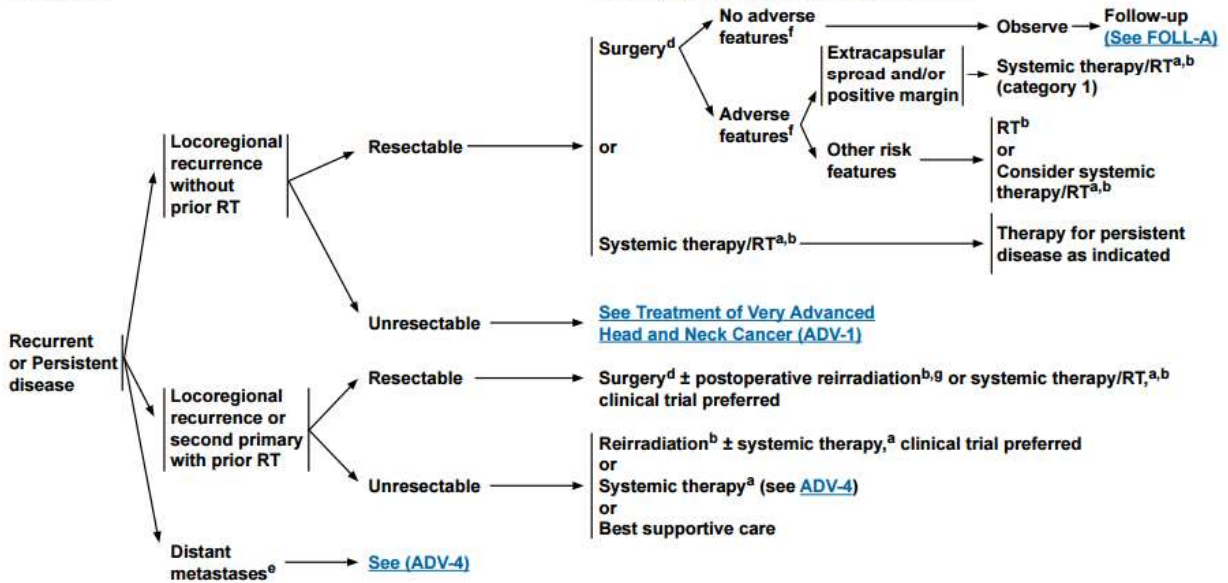 No adverse
features^f
Observe
Follow-up
(See FOLL-A)
Surgery^d
Extracapsular
spread and/or
positive margin
Systemic therapy/RT^a,b
(category 1)
Adverse
features^f
Locoregional
recurrence
without
prior RT
Resectable
or
Other risk
features
RT^b
or
Consider systemic
therapy/RT^a,b
Systemic therapy/RT^a,b
Therapy for persistent
disease as indicated
Unresectable
See Treatment of Very Advanced
Head and Neck Cancer (ADV-1)
Recurrent
or Persistent
disease
Locoregional
recurrence or
second primary
with prior RT
Resectable
Surgery^d ± postoperative reirradiation^b,g or systemic therapy/RT,^a,b
clinical trial preferred
Unresectable
Reirradiation^b ± systemic therapy,^a clinical trial preferred
or
Systemic therapy^a (see ADV-4)
or
Best supportive care
Distant
metastases^e
See (ADV-4)